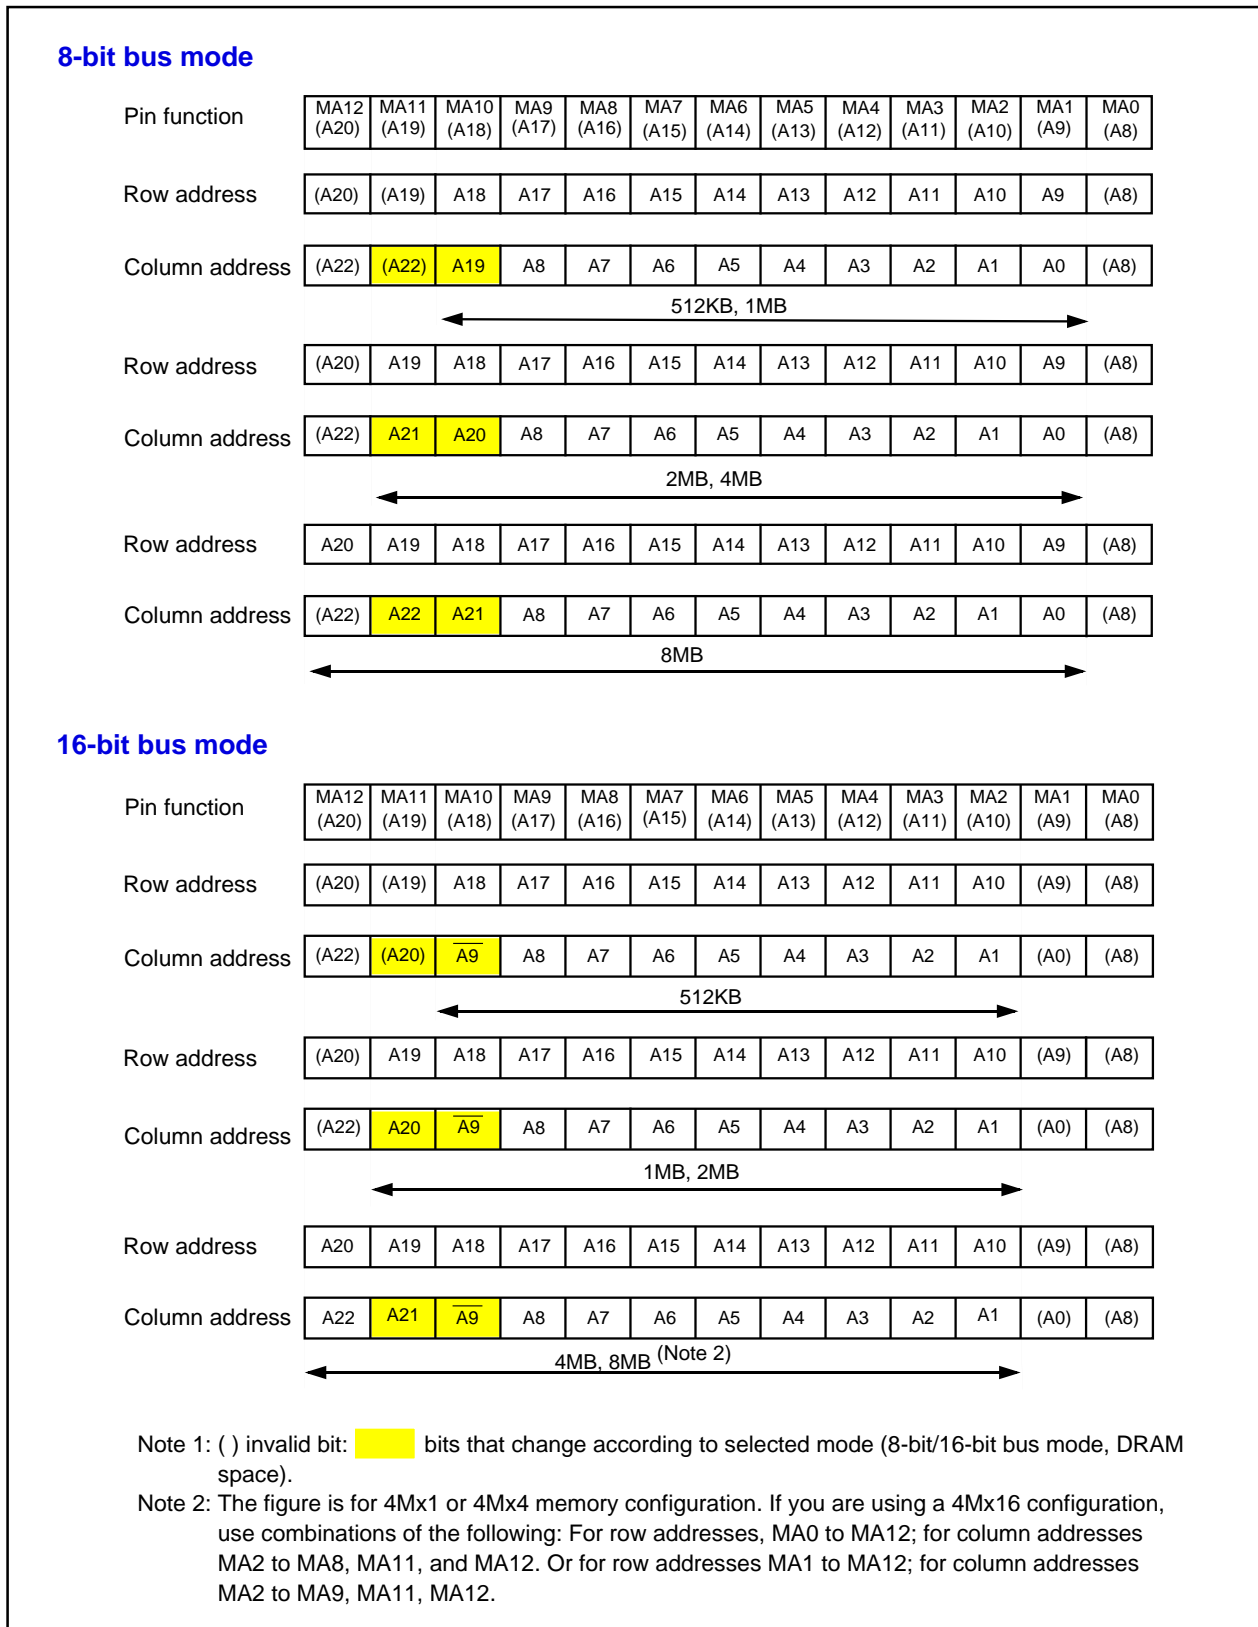 8-bit bus mode
Pin function MA12 MA11 MA10 MA9 MA8 MA7 MA6 MA5 MA4 MA3 MA2 MA1 MA0
(A20) (A19) (A18) (A17) (A16) (A15) (A14) (A13) (A12) (A11) (A10) (A9) (A8)
Row address (A20) (A19) A18 A17 A16 A15 A14 A13 A12 A11 A10 A9 (A8)
Column address (A22) (A22) A19 A8 A7 A6 A5 A4 A3 A2 A1 A0 (A8)
512KB, 1MB
Row address (A20) A19 A18 A17 A16 A15 A14 A13 A12 A11 A10 A9 (A8)
Column address (A22) A21 A20 A8 A7 A6 A5 A4 A3 A2 A1 A0 (A8)
2MB, 4MB
Row address A20 A19 A18 A17 A16 A15 A14 A13 A12 A11 A10 A9 (A8)
Column address (A22) A22 A21 A8 A7 A6 A5 A4 A3 A2 A1 A0 (A8)
8MB
16-bit bus mode
Pin function MA12 MA11 MA10 MA9 MA8 MA7 MA6 MA5 MA4 MA3 MA2 MA1 MA0
(A20) (A19) (A18) (A17) (A16) (A15) (A14) (A13) (A12) (A11) (A10) (A9) (A8)
Row address (A20) (A19) A18 A17 A16 A15 A14 A13 A12 A11 A10 (A9) (A8)
Column address (A22) (A20) A̅9̅ A8 A7 A6 A5 A4 A3 A2 A1 (A0) (A8)
512KB
Row address (A20) A19 A18 A17 A16 A15 A14 A13 A12 A11 A10 (A9) (A8)
Column address (A22) A20 A̅9̅ A8 A7 A6 A5 A4 A3 A2 A1 (A0) (A8)
1MB, 2MB
Row address A20 A19 A18 A17 A16 A15 A14 A13 A12 A11 A10 (A9) (A8)
Column address A22 A21 A̅9̅ A8 A7 A6 A5 A4 A3 A2 A1 (A0) (A8)
4MB, 8MB (Note 2)
Note 1: ( ) invalid bit: bits that change according to selected mode (8-bit/16-bit bus mode, DRAM
space).
Note 2: The figure is for 4Mx1 or 4Mx4 memory configuration. If you are using a 4Mx16 configuration,
use combinations of the following: For row addresses, MA0 to MA12; for column addresses
MA2 to MA8, MA11, and MA12. Or for row addresses MA1 to MA12; for column addresses
MA2 to MA9, MA11, MA12.